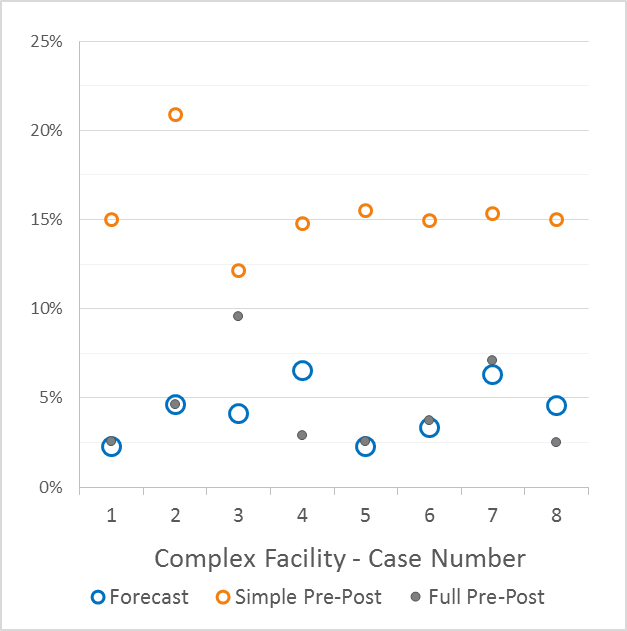 25%
20%
15%
10%
5%
0%
1 2 3 4 5 6 7 8
Complex Facility - Case Number
Forecast Simple Pre-Post Full Pre-Post